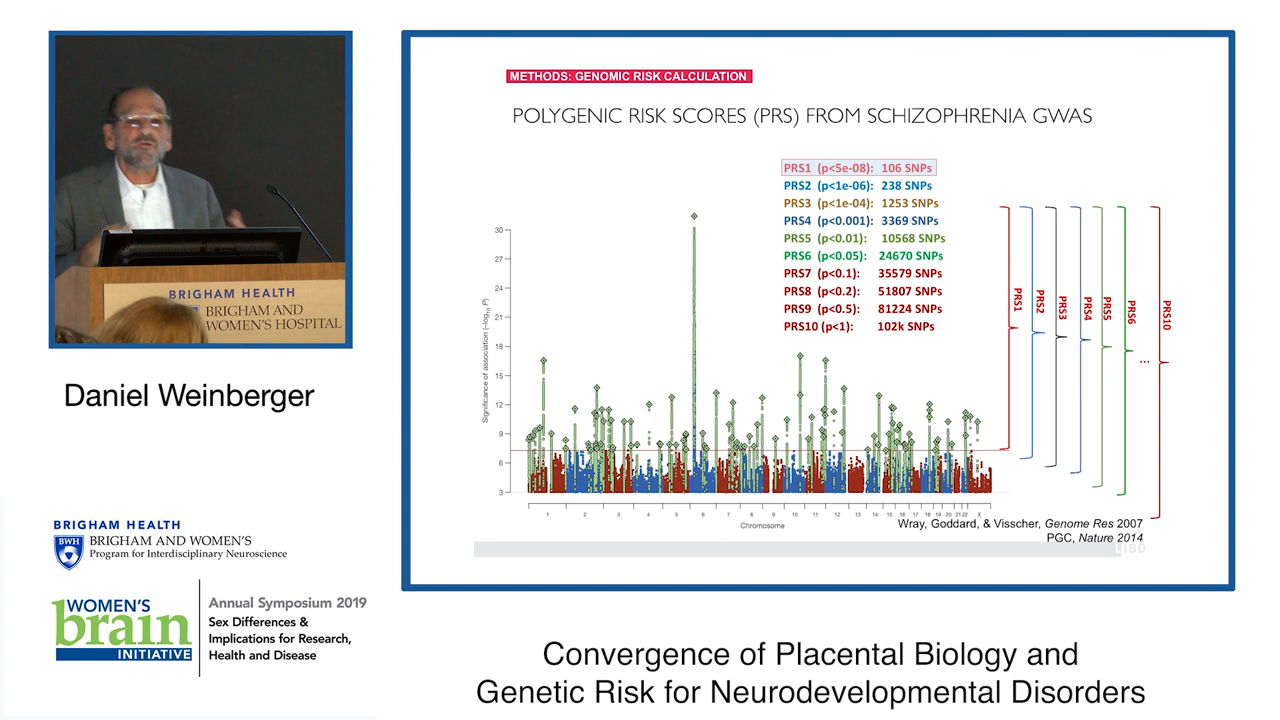 METHODS: GENOMIC RISK CALCULATION
POLYGENIC RISK SCORES (PRS) FROM SCHIZOPHRENIA GWAS
PRS1 (p<5e-08): 106 SNPs
PRS2 (p<1e-06): 238 SNPs
PRS3 (p<1e-04): 1253 SNPs
PRS4 (p<0.001): 3369 SNPs
PRS5 (p<0.01): 10568 SNPs
PRS6 (p<0.05): 24670 SNPs
PRS7 (p<0.1): 35579 SNPs
PRS8 (p<0.2): 51807 SNPs
PRS9 (p<0.5): 81224 SNPs
PRS10 (p<1): 102k SNPs
PRS1 PRS2 PRS3 PRS4 PRS5 PRS6 ... PRS10
Significance of association (–log10 P)
30
27
24
21
18
15
12
9
6
3
1 2 3 4 5 6 7 8 9 10 11 12 13 14 15 16 17 18 19 20 21 22 X
Chromosome
Wray, Goddard, & Visscher, Genome Res 2007
PGC, Nature 2014
LIBD
BRIGHAM HEALTH
BRIGHAM AND
WOMEN'S HOSPITAL
Daniel Weinberger
BRIGHAM HEALTH
BWH
BRIGHAM AND WOMEN'S
Program for Interdisciplinary Neuroscience
WOMEN'S
brain
INITIATIVE
Annual Symposium 2019
Sex Differences &
Implications for Research,
Health and Disease
Convergence of Placental Biology and
Genetic Risk for Neurodevelopmental Disorders